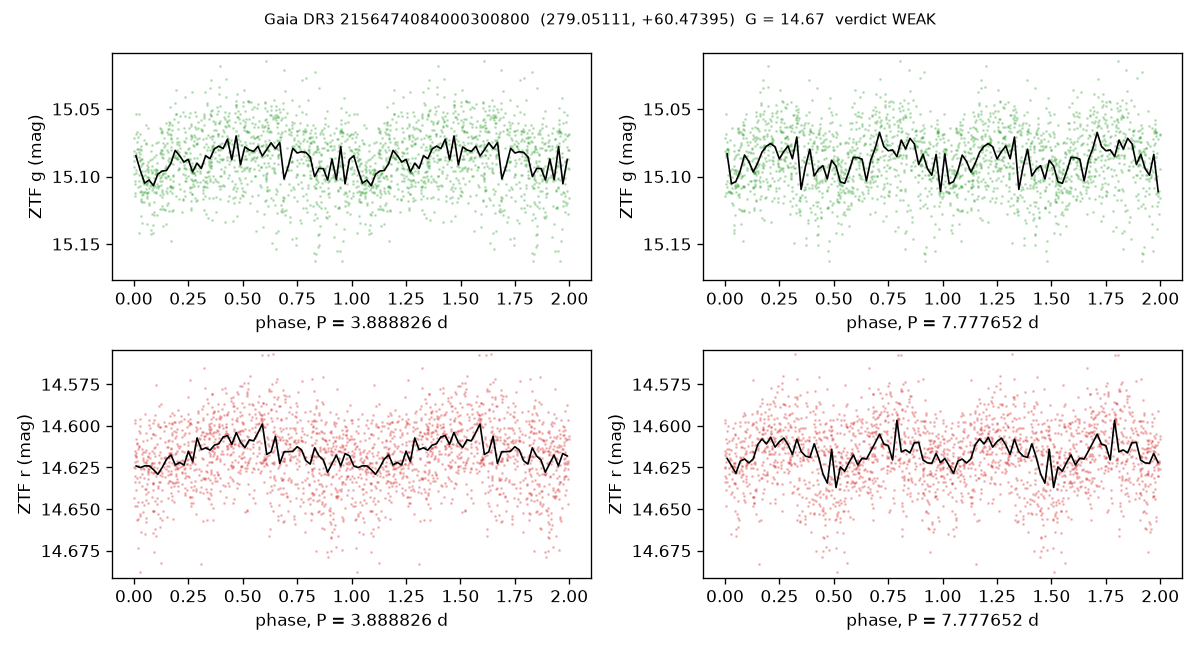 Gaia DR3 2156474084000300800 (279.05111, +60.47395) G = 14.67 verdict WEAK
ZTF g (mag)
15.05
15.10
15.15
0.00 0.25 0.50 0.75 1.00 1.25 1.50 1.75 2.00
phase, P = 3.888826 d
ZTF g (mag)
15.05
15.10
15.15
0.00 0.25 0.50 0.75 1.00 1.25 1.50 1.75 2.00
phase, P = 7.777652 d
ZTF r (mag)
14.575
14.600
14.625
14.650
14.675
0.00 0.25 0.50 0.75 1.00 1.25 1.50 1.75 2.00
phase, P = 3.888826 d
ZTF r (mag)
14.575
14.600
14.625
14.650
14.675
0.00 0.25 0.50 0.75 1.00 1.25 1.50 1.75 2.00
phase, P = 7.777652 d